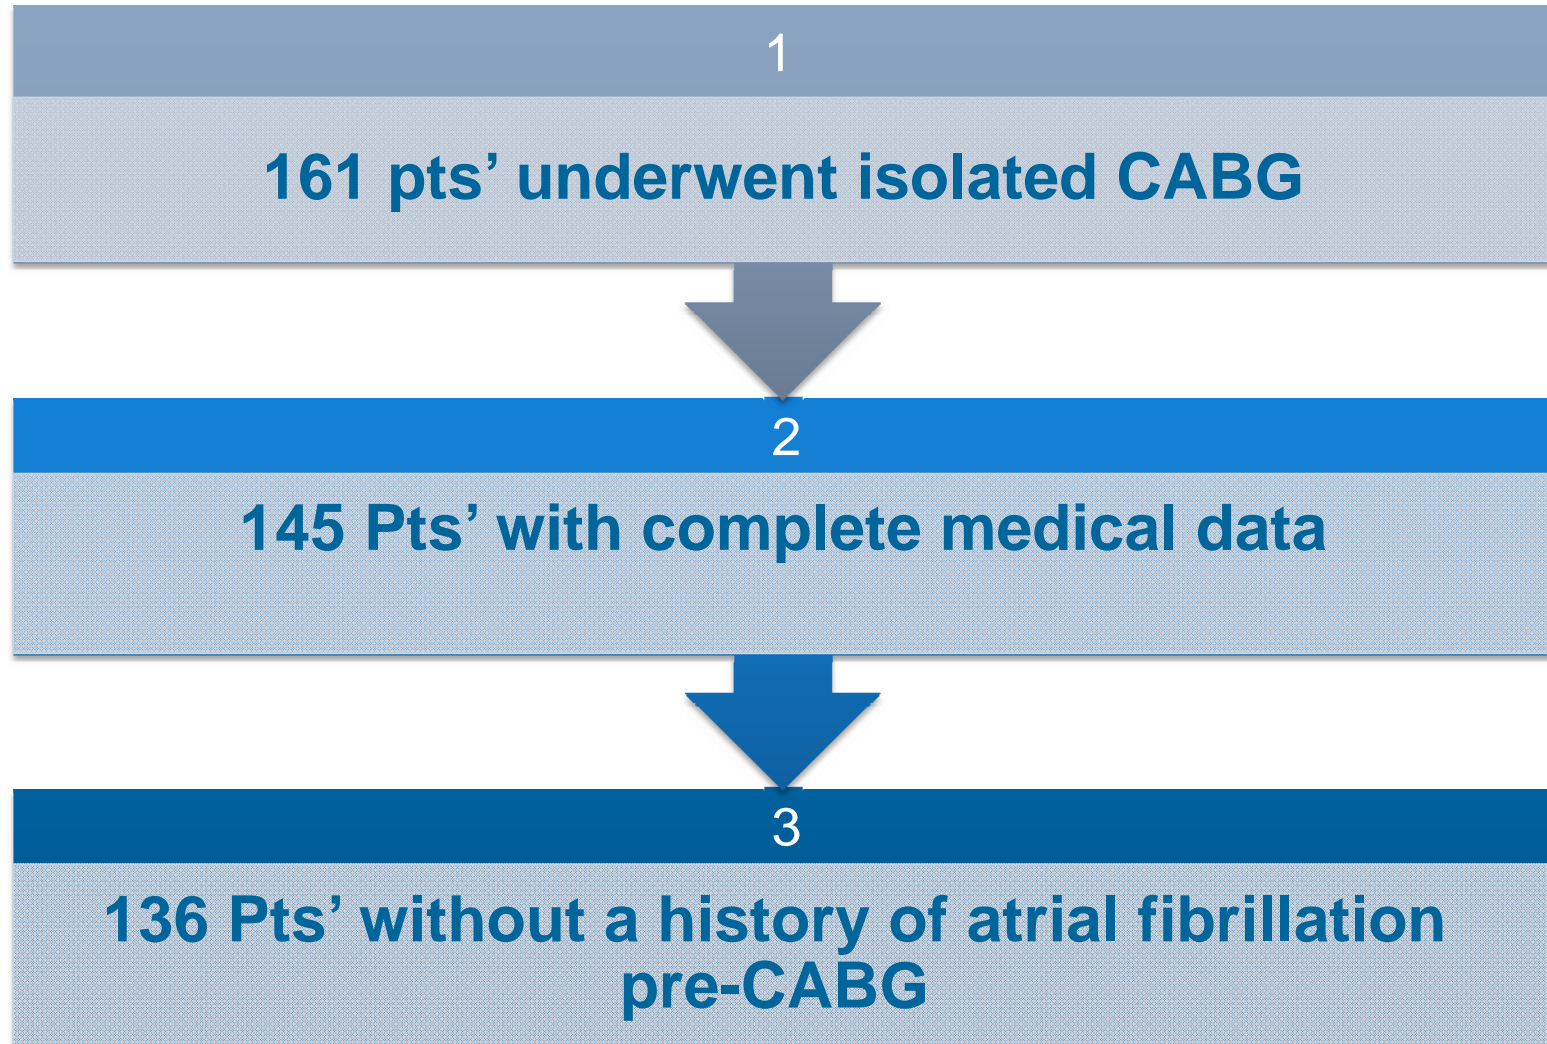 1
161 pts’ underwent isolated CABG
2
145 Pts’ with complete medical data
3
136 Pts’ without a history of atrial fibrillation
pre-CABG